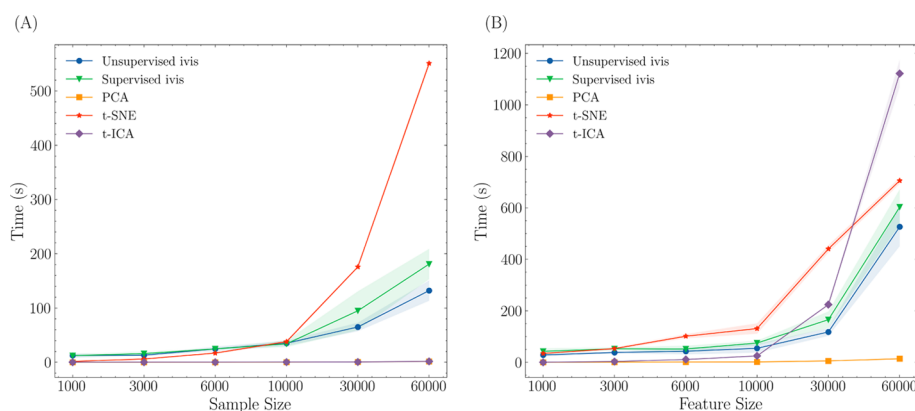 (A)
Unsupervised ivis
Supervised ivis
PCA
t-SNE
t-ICA
Time (s)
500
400
300
200
100
0
1000 3000 6000 10000 30000 60000
Sample Size
(B)
Unsupervised ivis
Supervised ivis
PCA
t-SNE
t-ICA
Time (s)
1200
1000
800
600
400
200
0
1000 3000 6000 10000 30000 60000
Feature Size